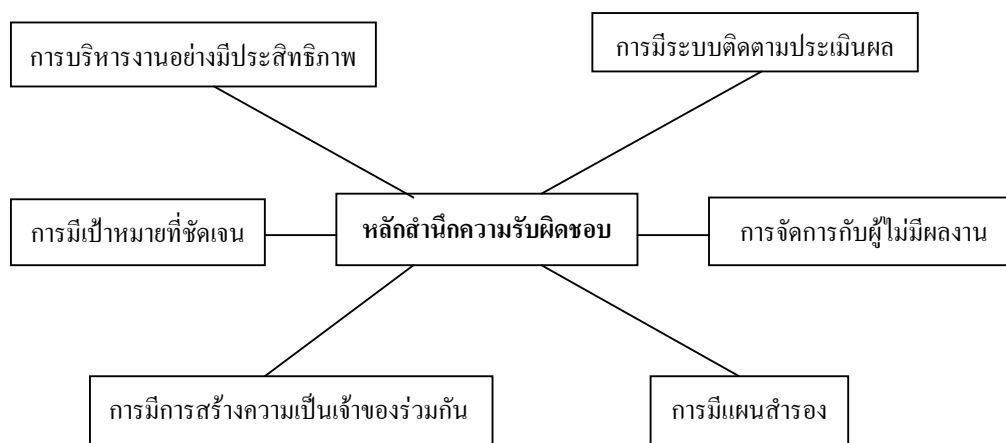 การบริหารงานอย่างมีประสิทธิภาพ
การมีระบบติดตามประเมินผล
การมีเป้าหมายที่ชัดเจน
หลักสำนึกความรับผิดชอบ
การจัดการกับผู้ไม่มีผลงาน
การมีการสร้างความเป็นเจ้าของร่วมกัน
การมีแผนสำรอง